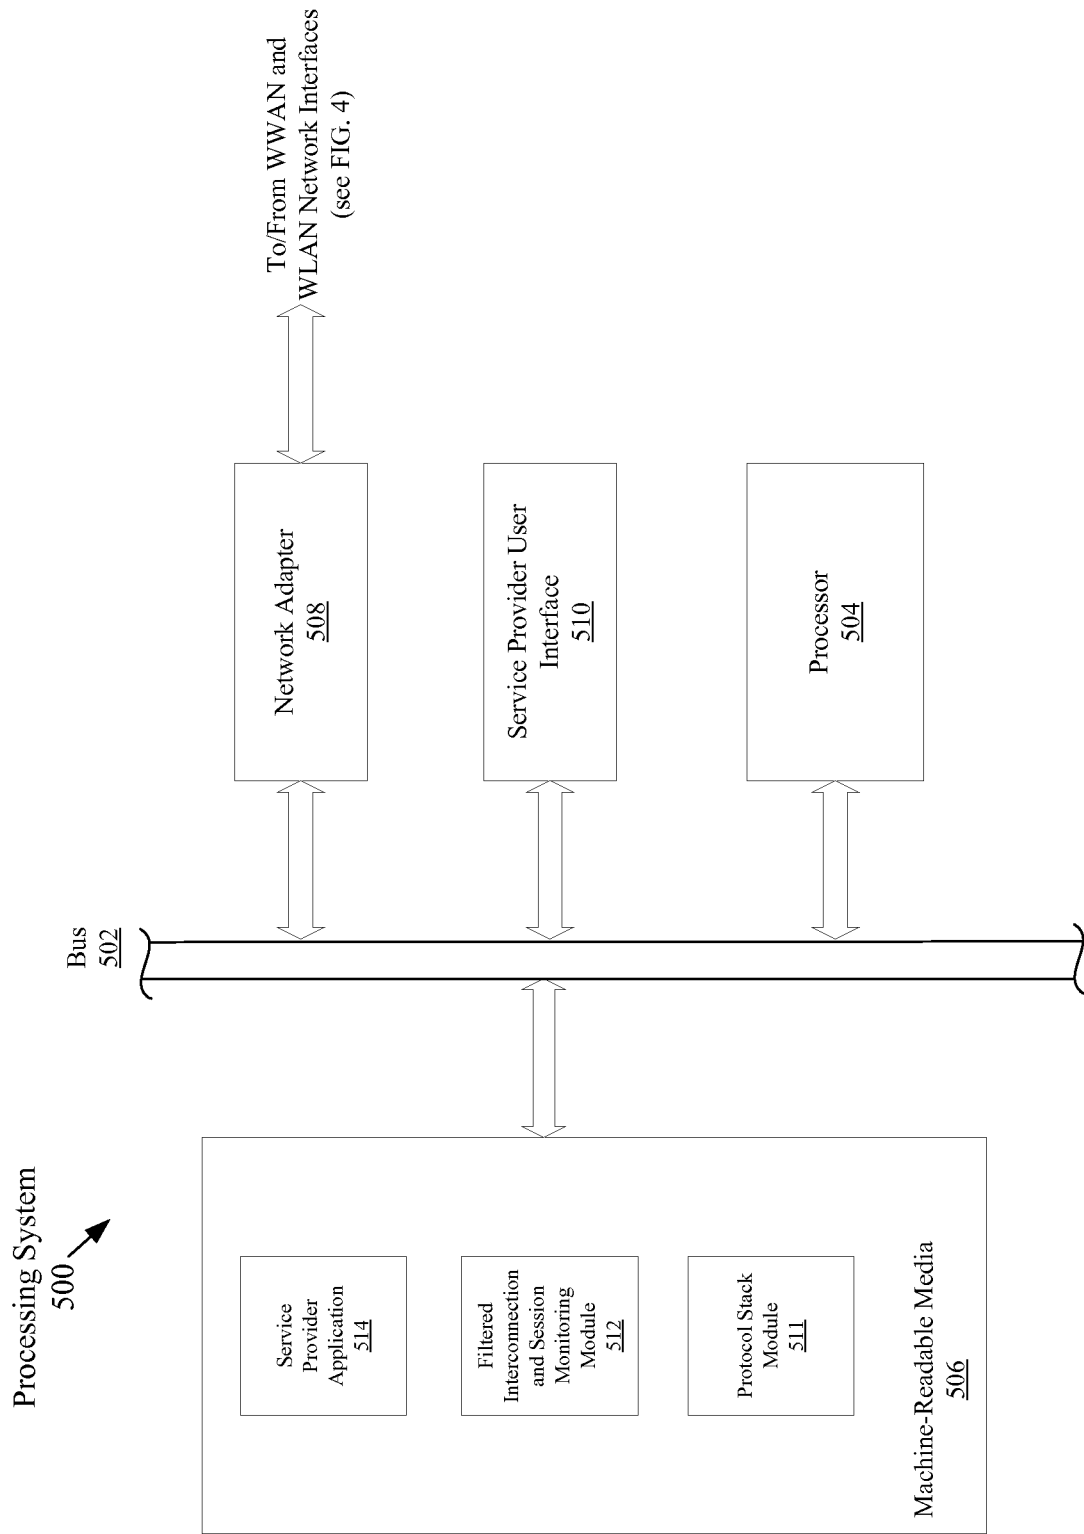 Processing System
500
Service
Provider
Application
514
Filtered
Interconnection
and Session
Monitoring
Module
512
Protocol Stack
Module
511
Machine-Readable Media
506
Bus
502
Network Adapter
508
Service Provider User
Interface
510
Processor
504
To/From WWAN and
WLAN Network Interfaces
(see FIG. 4)